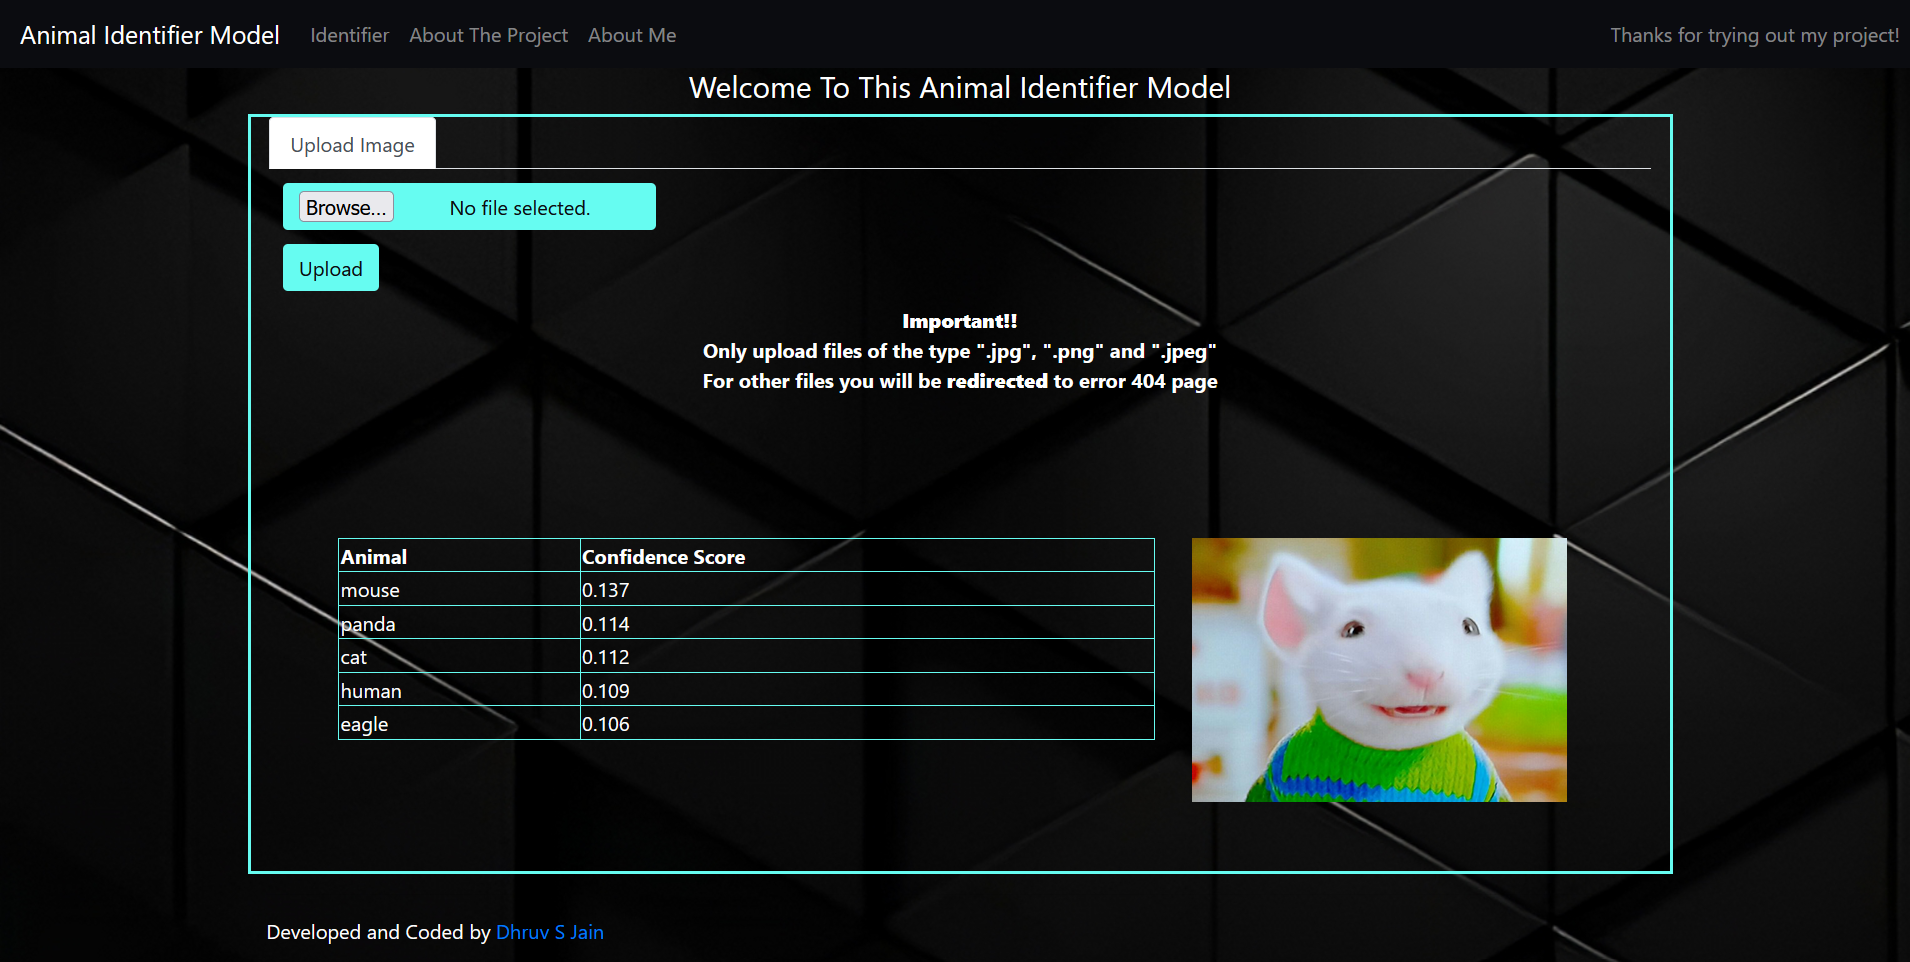 Animal Identifier Model Identifier About The Project About Me Thanks for trying out my project!
Welcome To This Animal Identifier Model
Upload Image
Browse... No file selected.
Upload
Important!!
Only upload files of the type ".jpg", ".png" and ".jpeg"
For other files you will be redirected to error 404 page
Animal Confidence Score
mouse 0.137
panda 0.114
cat 0.112
human 0.109
eagle 0.106
Developed and Coded by Dhruv S Jain